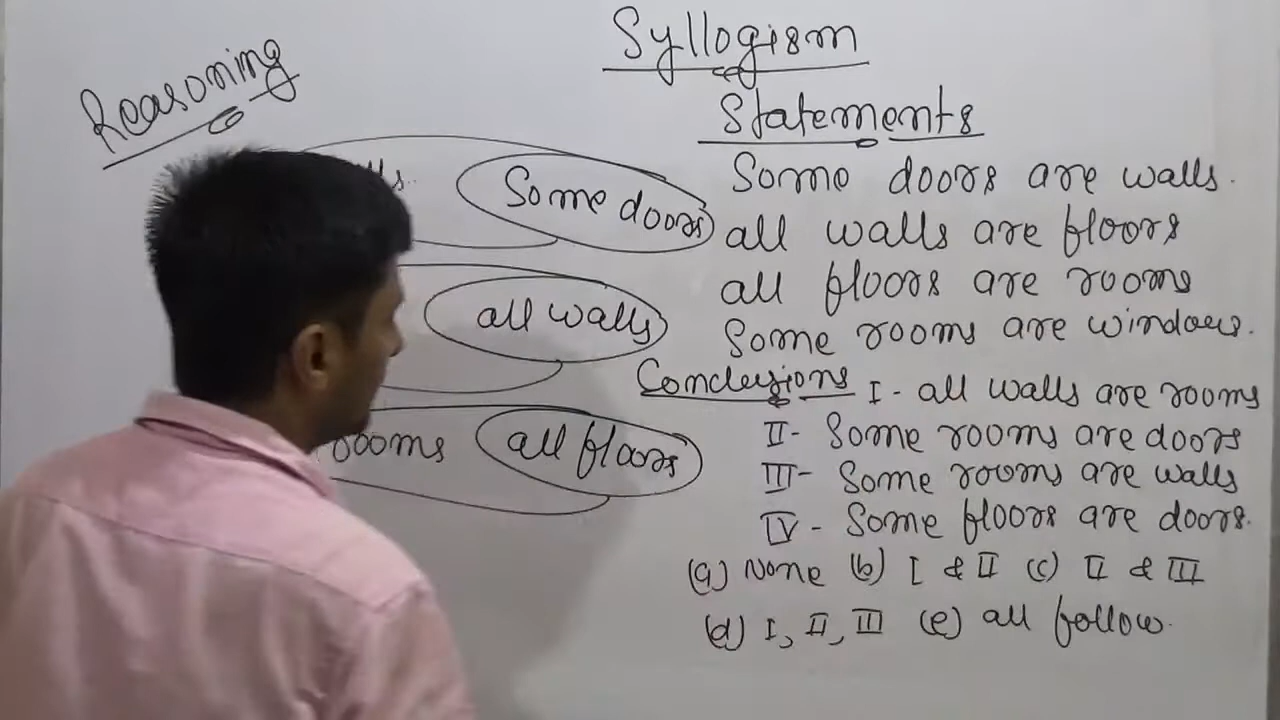 Reasoning
Syllogism
Statements
Some doors are walls.
all walls are floors
all floors are rooms
Some rooms are windows.
Conclusions I - all walls are rooms
II - Some rooms are doors
III - Some rooms are walls
IV - Some floors are doors.
(a) None (b) I & II (c) II & III
(d) I, II, III (e) all follow.
Some doors
all walls
rooms all floors